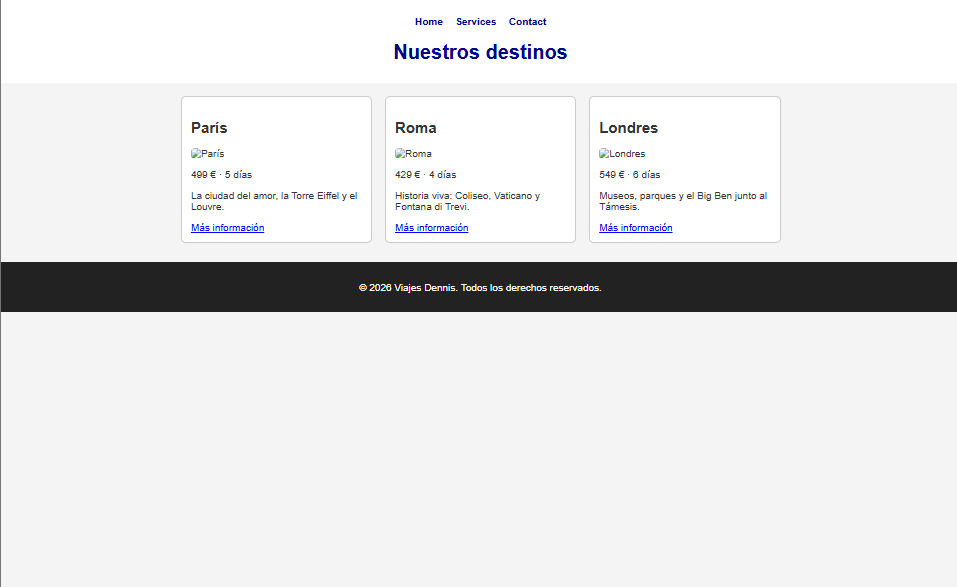 Home Services Contact
Nuestros destinos
París
París
499 € · 5 días
La ciudad del amor, la Torre Eiffel y el
Louvre.
Más información
Roma
Roma
429 € · 4 días
Historia viva: Coliseo, Vaticano y
Fontana di Trevi.
Más información
Londres
Londres
549 € · 6 días
Museos, parques y el Big Ben junto al
Támesis.
Más información
© 2026 Viajes Dennis. Todos los derechos reservados.